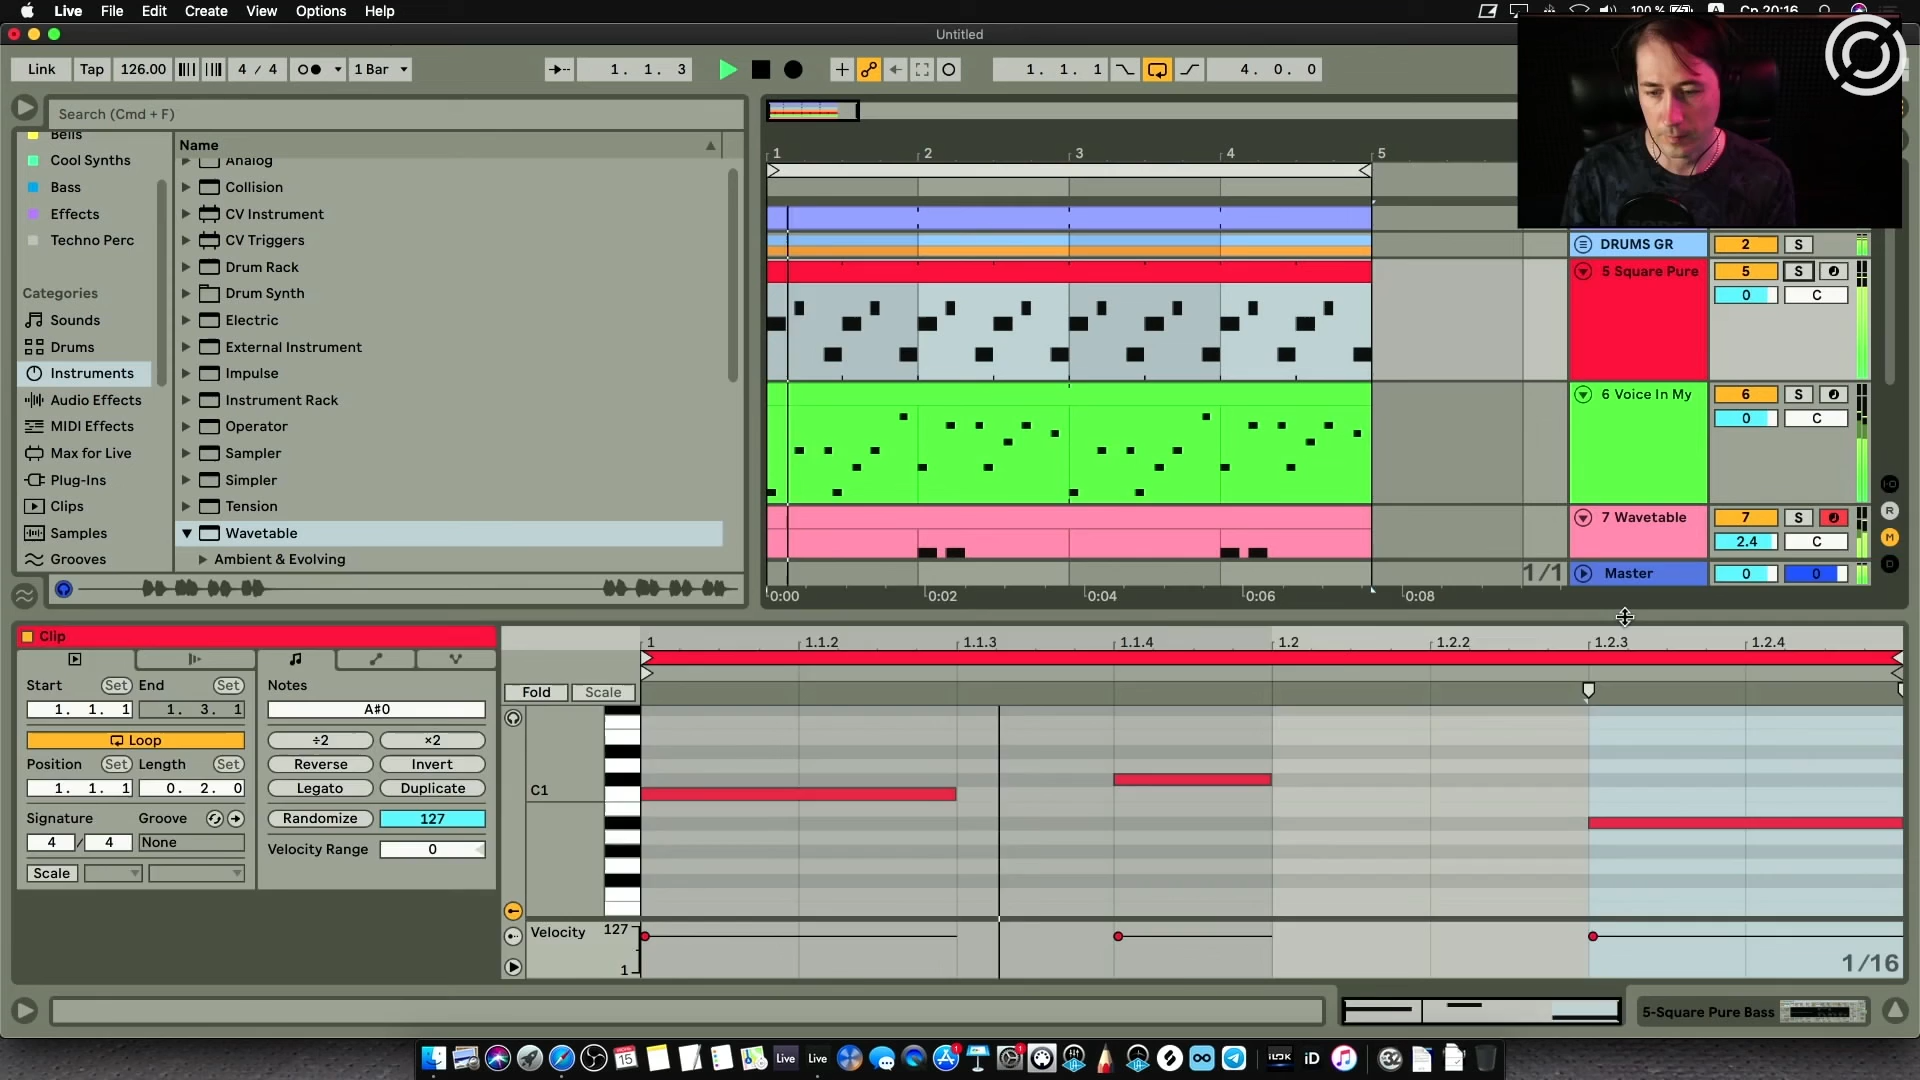 Live File Edit Create View Options Help
100 % A Ср 20:16
Untitled
Link Tap 126.00 4 / 4 1 Bar 1. 1. 3 1. 1. 1 4. 0. 0
Search (Cmd + F)
Bells
Cool Synths
Bass
Effects
Techno Perc
Categories
Sounds
Drums
Instruments
Audio Effects
MIDI Effects
Max for Live
Plug-Ins
Clips
Samples
Grooves
Name
Analog
Collision
CV Instrument
CV Triggers
Drum Rack
Drum Synth
Electric
External Instrument
Impulse
Instrument Rack
Operator
Sampler
Simpler
Tension
Wavetable
Ambient & Evolving
1 2 3 4 5
DRUMS GR 2 S
5 Square Pure 5 S
0 C
6 Voice In My 6 S
0 C
7 Wavetable 7 S
2.4 C
1/1 Master 0 0
0:00 0:02 0:04 0:06 0:08
R
M
D
Clip
Start Set End Set
1. 1. 1 1. 3. 1
Loop
Position Set Length Set
1. 1. 1 0. 2. 0
Signature Groove
4 / 4 None
Scale
Notes
A#0
÷2 ×2
Reverse Invert
Legato Duplicate
Randomize 127
Velocity Range 0
1 1.1.2 1.1.3 1.1.4 1.2 1.2.2 1.2.3 1.2.4
Fold Scale
C1
Velocity 127
1
1/16
5-Square Pure Bass
15 Live Live iLOK iD